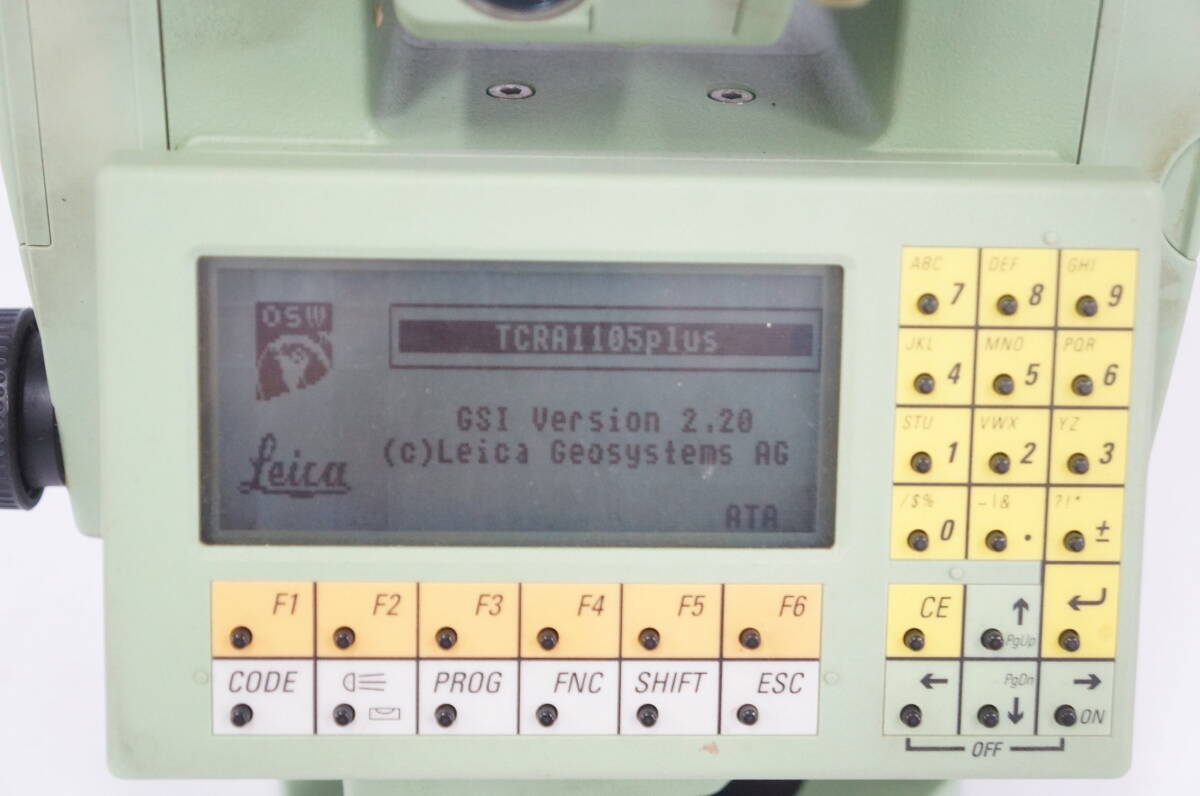 OSW
TCRA1105plus
GSI Version 2.20
(c)Leica Geosystems AG
Leica
ATA
ABC 7 DEF 8 GHI 9
JKL 4 MNO 5 PQR 6
STU 1 VWX 2 YZ 3
/$% 0 -\& . ?!* ±
F1 F2 F3 F4 F5 F6
CE ↑ PgUp ↵
CODE PROG FNC SHIFT ESC
← PgDn ↓ → ON
OFF